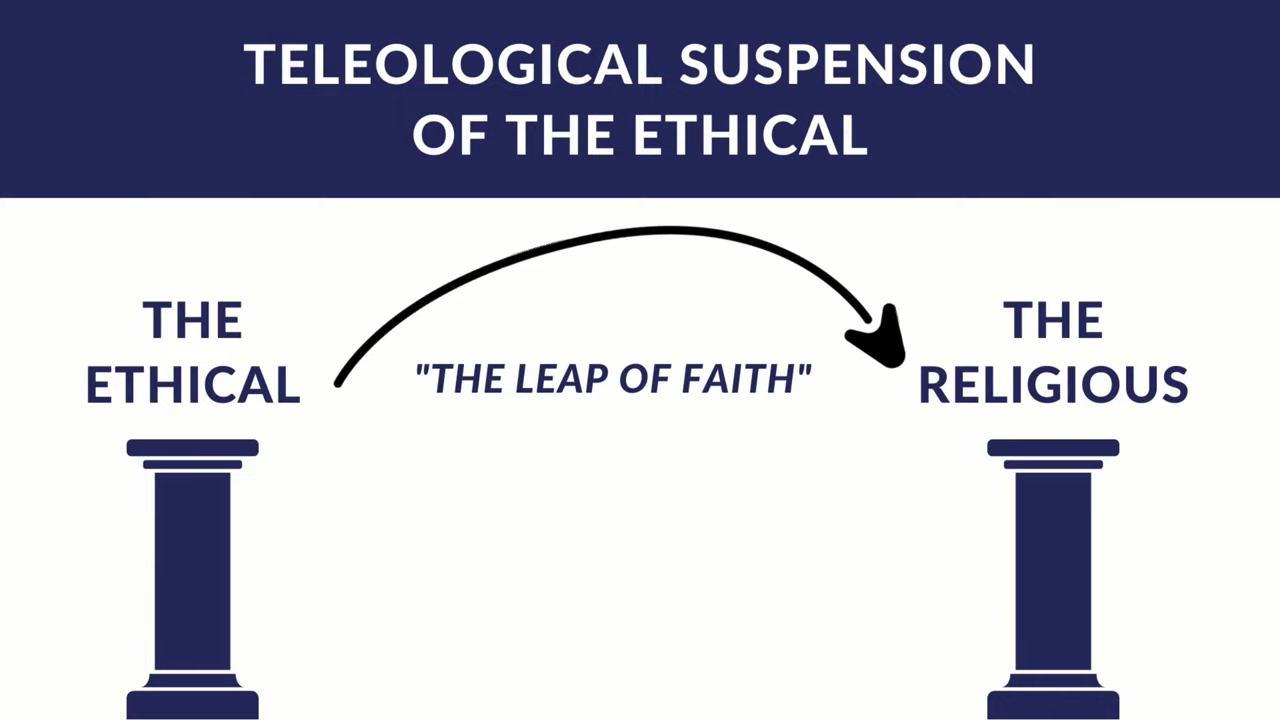 TELEOLOGICAL SUSPENSION
OF THE ETHICAL
THE
ETHICAL
"THE LEAP OF FAITH"
THE
RELIGIOUS